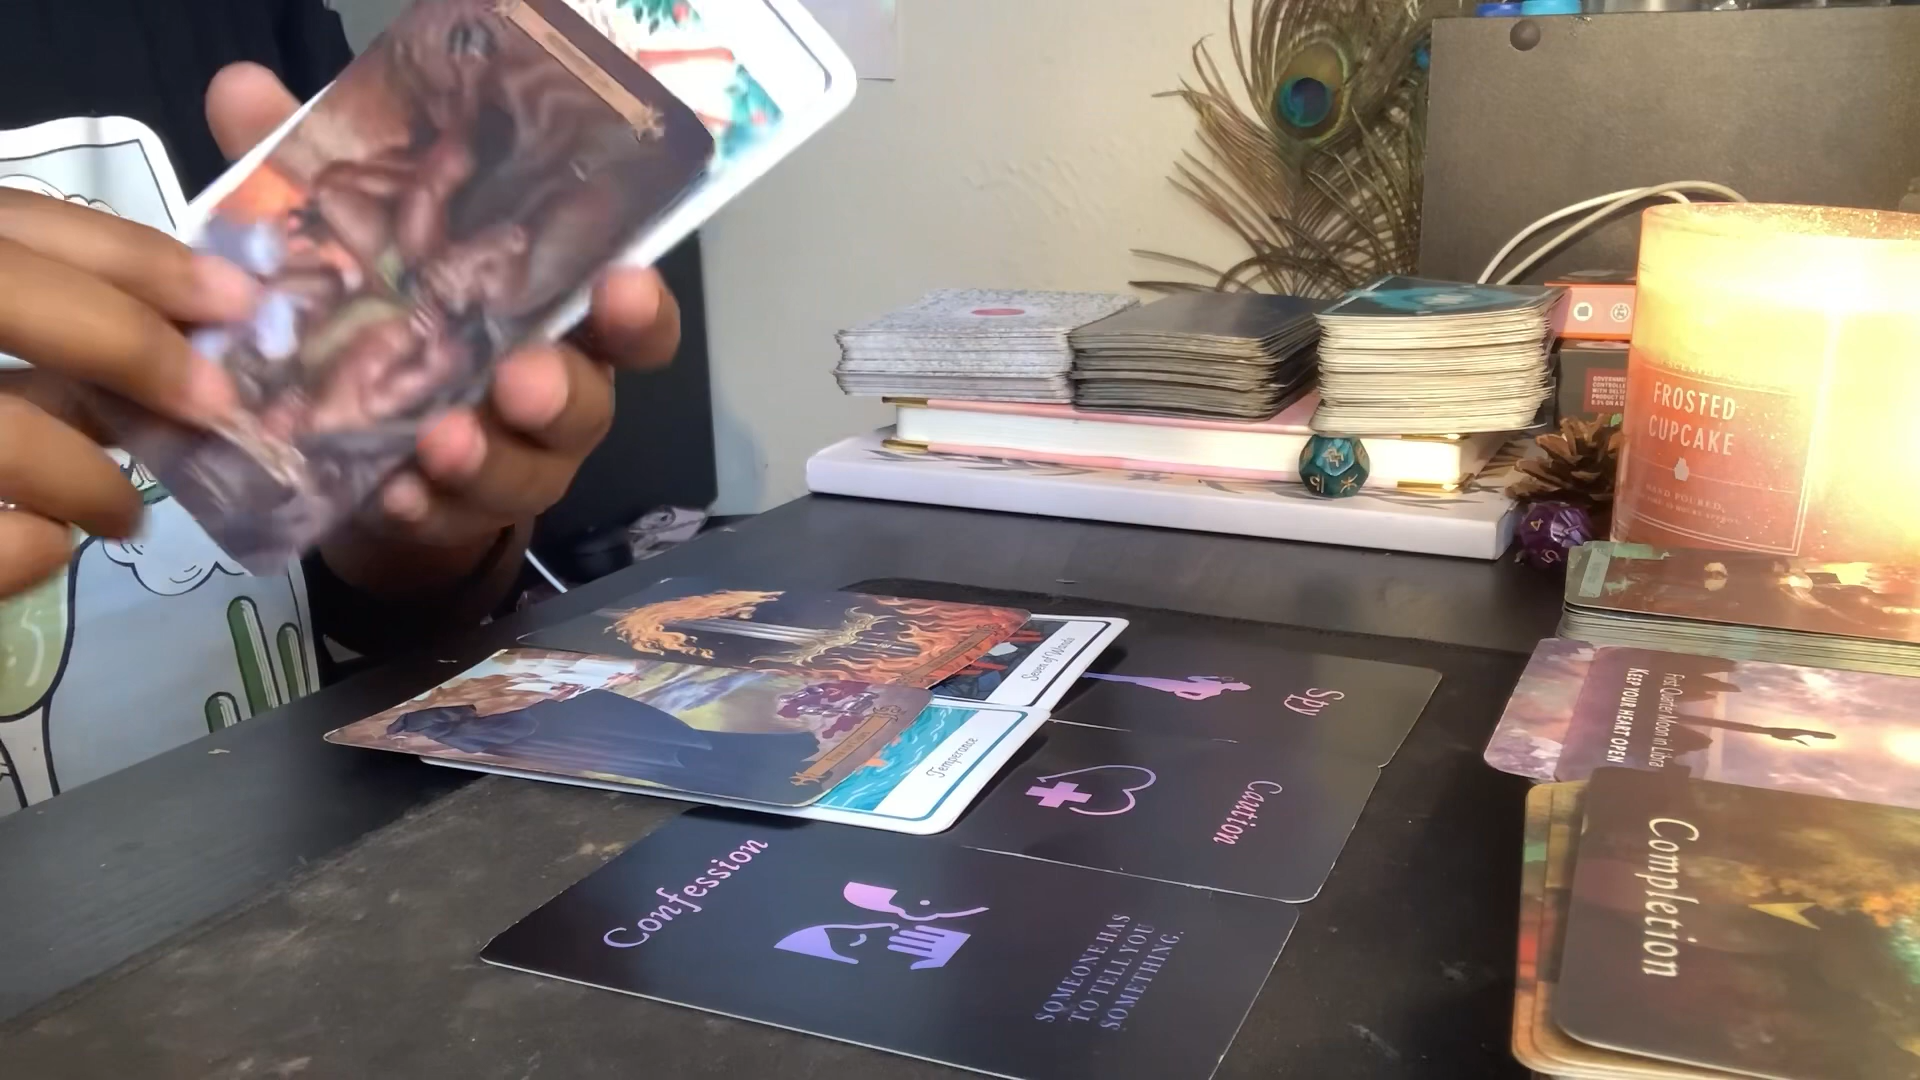 FROSTED
CUPCAKE
HAND POURED,
Seven of Wands
Spy
Temperance
Caution
First Quarter Moon in Libra
KEEP YOUR HEART OPEN
Completion
Confession
SOMEONE HAS
TO TELL YOU
SOMETHING.